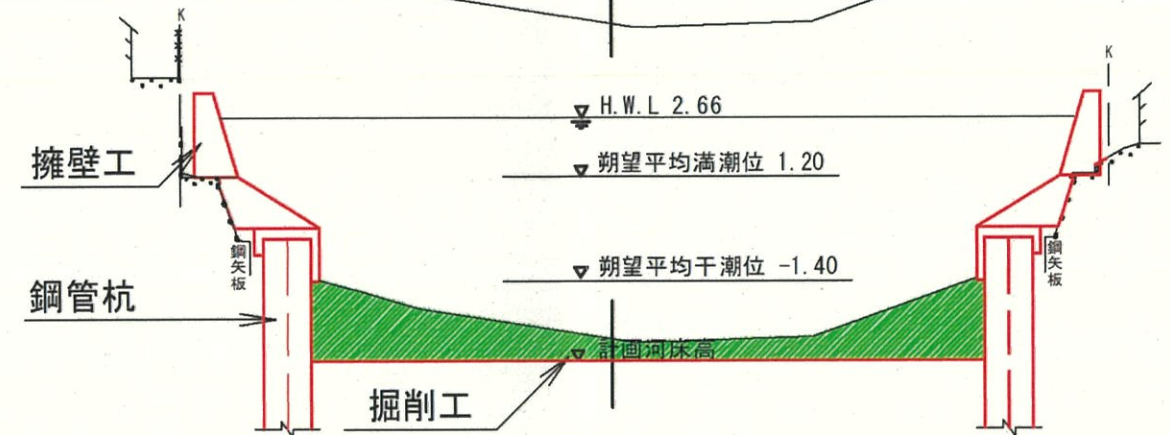 K
K
H.W.L 2.66
擁壁工
朔望平均満潮位 1.20
鋼矢板
鋼矢板
朔望平均干潮位 -1.40
鋼管杭
計画河床高
掘削工